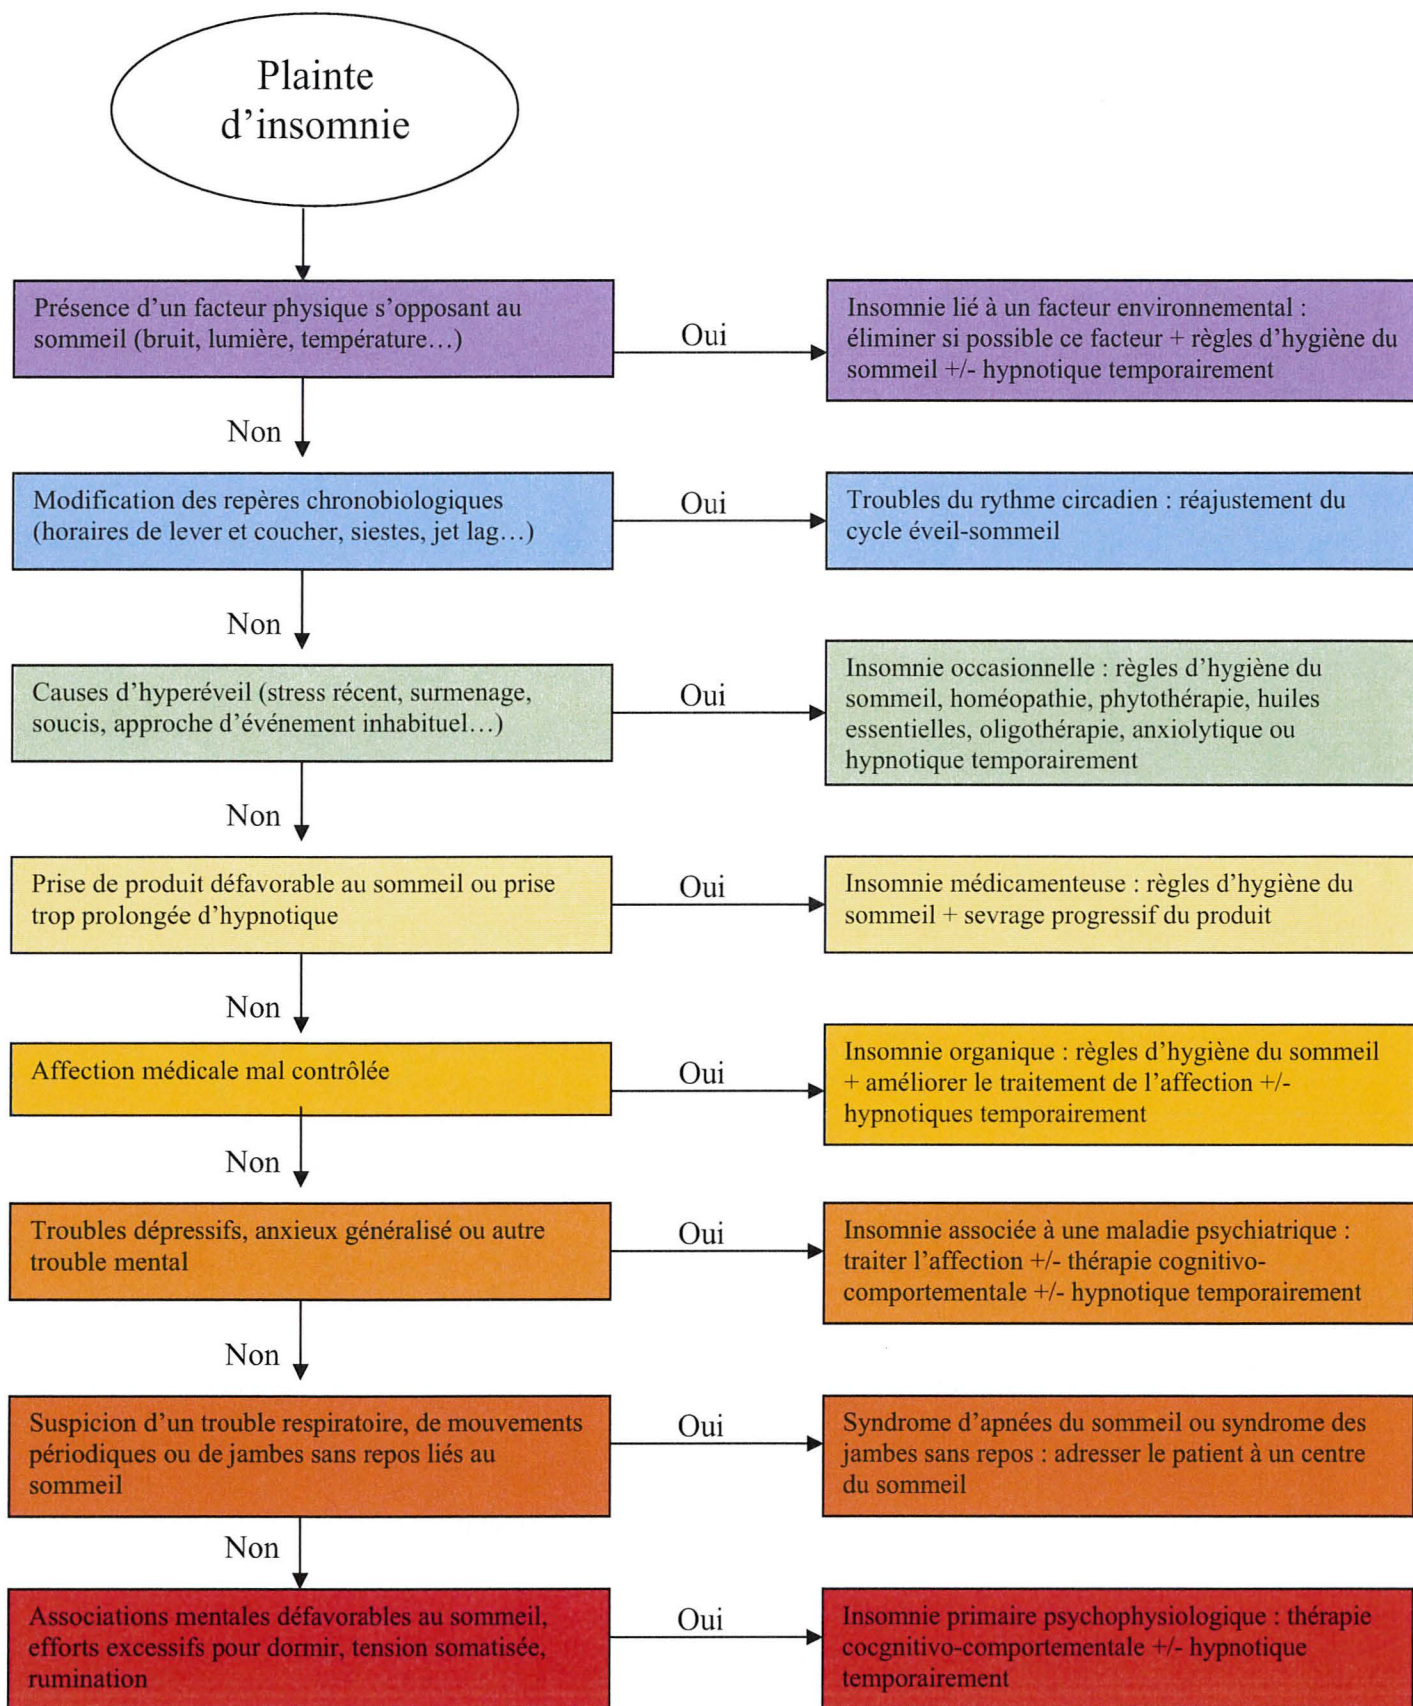 Plainte
d'insomnie
Présence d'un facteur physique s'opposant au
sommeil (bruit, lumière, température…)
Oui
Insomnie lié à un facteur environnemental :
éliminer si possible ce facteur + règles d'hygiène du
sommeil +/- hypnotique temporairement
Non
Modification des repères chronobiologiques
(horaires de lever et coucher, siestes, jet lag…)
Oui
Troubles du rythme circadien : réajustement du
cycle éveil-sommeil
Non
Causes d'hyperéveil (stress récent, surmenage,
soucis, approche d'événement inhabituel…)
Oui
Insomnie occasionnelle : règles d'hygiène du
sommeil, homéopathie, phytothérapie, huiles
essentielles, oligothérapie, anxiolytique ou
hypnotique temporairement
Non
Prise de produit défavorable au sommeil ou prise
trop prolongée d'hypnotique
Oui
Insomnie médicamenteuse : règles d'hygiène du
sommeil + sevrage progressif du produit
Non
Affection médicale mal contrôlée
Oui
Insomnie organique : règles d'hygiène du sommeil
+ améliorer le traitement de l'affection +/-
hypnotiques temporairement
Non
Troubles dépressifs, anxieux généralisé ou autre
trouble mental
Oui
Insomnie associée à une maladie psychiatrique :
traiter l'affection +/- thérapie cognitivo-
comportementale +/- hypnotique temporairement
Non
Suspicion d'un trouble respiratoire, de mouvements
périodiques ou de jambes sans repos liés au
sommeil
Oui
Syndrome d'apnées du sommeil ou syndrome des
jambes sans repos : adresser le patient à un centre
du sommeil
Non
Associations mentales défavorables au sommeil,
efforts excessifs pour dormir, tension somatisée,
rumination
Oui
Insomnie primaire psychophysiologique : thérapie
cocgnitivo-comportementale +/- hypnotique
temporairement